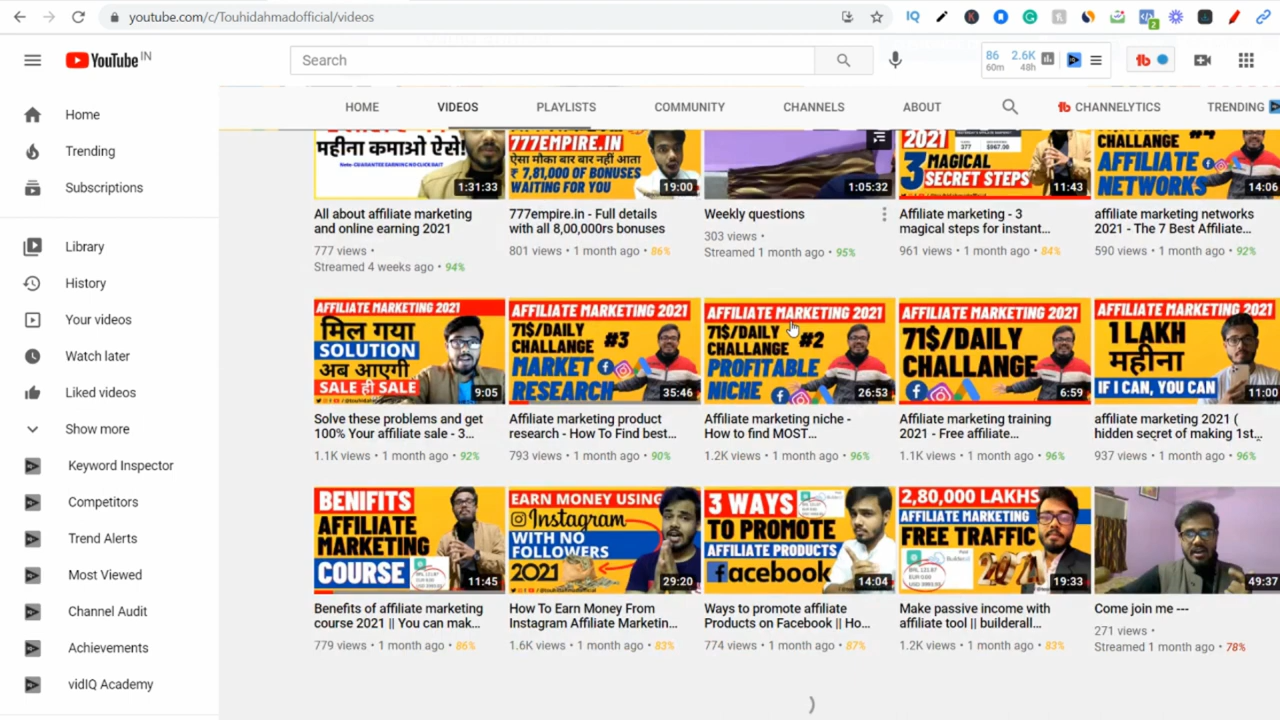 youtube.com/c/Touhidahmadofficial/videos
YouTube IN
Search
86 2.6K
60m 48h
HOME VIDEOS PLAYLISTS COMMUNITY CHANNELS ABOUT CHANNELYTICS TRENDING
Home
Trending
Subscriptions
Library
History
Your videos
Watch later
Liked videos
Show more
Keyword Inspector
Competitors
Trend Alerts
Most Viewed
Channel Audit
Achievements
vidIQ Academy
महीना कमाओ ऐसे!
Note:-GUARANTEE EARNING NO CLICK BAIT
1:31:33
All about affiliate marketing
and online earning 2021
777 views •
Streamed 4 weeks ago • 94%
777EMPIRE.IN
ऐसा मोका बार बार नहीं आता
₹ 7,81,000 OF BONUSES
WAITING FOR YOU
19:00
777empire.in - Full details
with all 8,00,000rs bonuses
801 views • 1 month ago • 86%
1:05:32
Weekly questions
303 views •
Streamed 1 month ago • 95%
2021
377 $967.00
3 MAGICAL
SECRET STEPS
11:43
Affiliate marketing - 3
magical steps for instant...
961 views • 1 month ago • 84%
CHALLANGE #4
AFFILIATE
NETWORKS
14:06
affiliate marketing networks
2021 - The 7 Best Affiliate...
590 views • 1 month ago • 92%
AFFILIATE MARKETING 2021
मिल गया
SOLUTION
अब आएगी
SALE ही SALE
9:05
Solve these problems and get
100% Your affiliate sale - 3...
1.1K views • 1 month ago • 92%
AFFILIATE MARKETING 2021
71$/DAILY
CHALLANGE #3
MARKET
RESEARCH
35:46
Affiliate marketing product
research - How To Find best...
793 views • 1 month ago • 90%
AFFILIATE MARKETING 2021
71$/DAILY
CHALLANGE #2
PROFITABLE
NICHE
26:53
Affiliate marketing niche -
How to find MOST...
1.2K views • 1 month ago • 96%
AFFILIATE MARKETING 2021
71$/DAILY
CHALLANGE
6:59
Affiliate marketing training
2021 - Free affiliate...
1.1K views • 1 month ago • 96%
AFFILIATE MARKETING 2021
1 LAKH
महीना
IF I CAN, YOU CAN
11:00
affiliate marketing 2021 (
hidden secret of making 1st...
937 views • 1 month ago • 96%
BENIFITS
AFFILIATE
MARKETING
COURSE
11:45
Benefits of affiliate marketing
course 2021 || You can mak...
779 views • 1 month ago • 86%
EARN MONEY USING
Instagram
WITH NO
FOLLOWERS
2021
29:20
How To Earn Money From
Instagram Affiliate Marketin...
1.6K views • 1 month ago • 83%
3 WAYS
TO PROMOTE
AFFILIATE PRODUCTS
facebook
14:04
Ways to promote affiliate
Products on Facebook || Ho...
774 views • 1 month ago • 87%
2,80,000 LAKHS
AFFILIATE MARKETING
FREE TRAFFIC
2021
19:33
Make passive income with
affiliate tool || builderall...
1.2K views • 1 month ago • 83%
49:37
Come join me ---
271 views •
Streamed 1 month ago • 78%